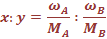 x: y = ω_A / M_A : ω_B / M_B